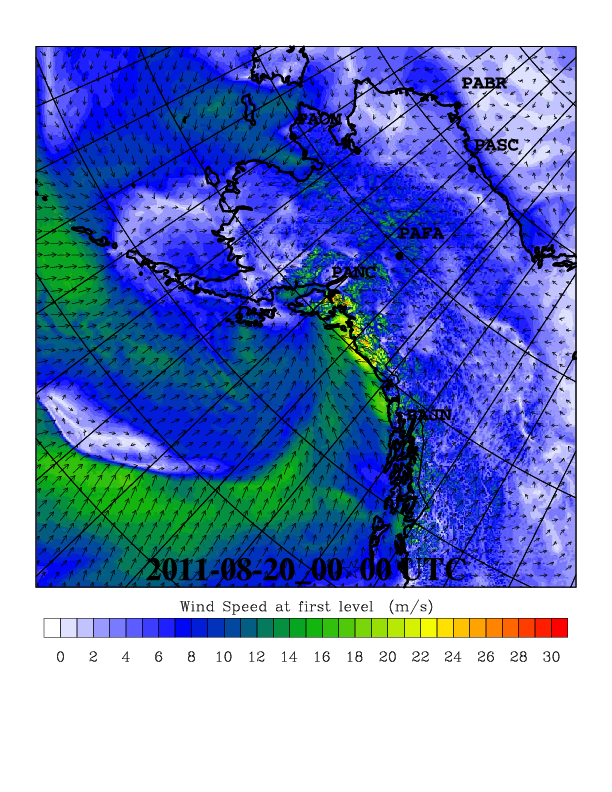 PABR
PAOM
PASC
PAFA
PANC
PAJN
2011-08-20_00 00 UTC
Wind Speed at first level (m/s)
0 2 4 6 8 10 12 14 16 18 20 22 24 26 28 30